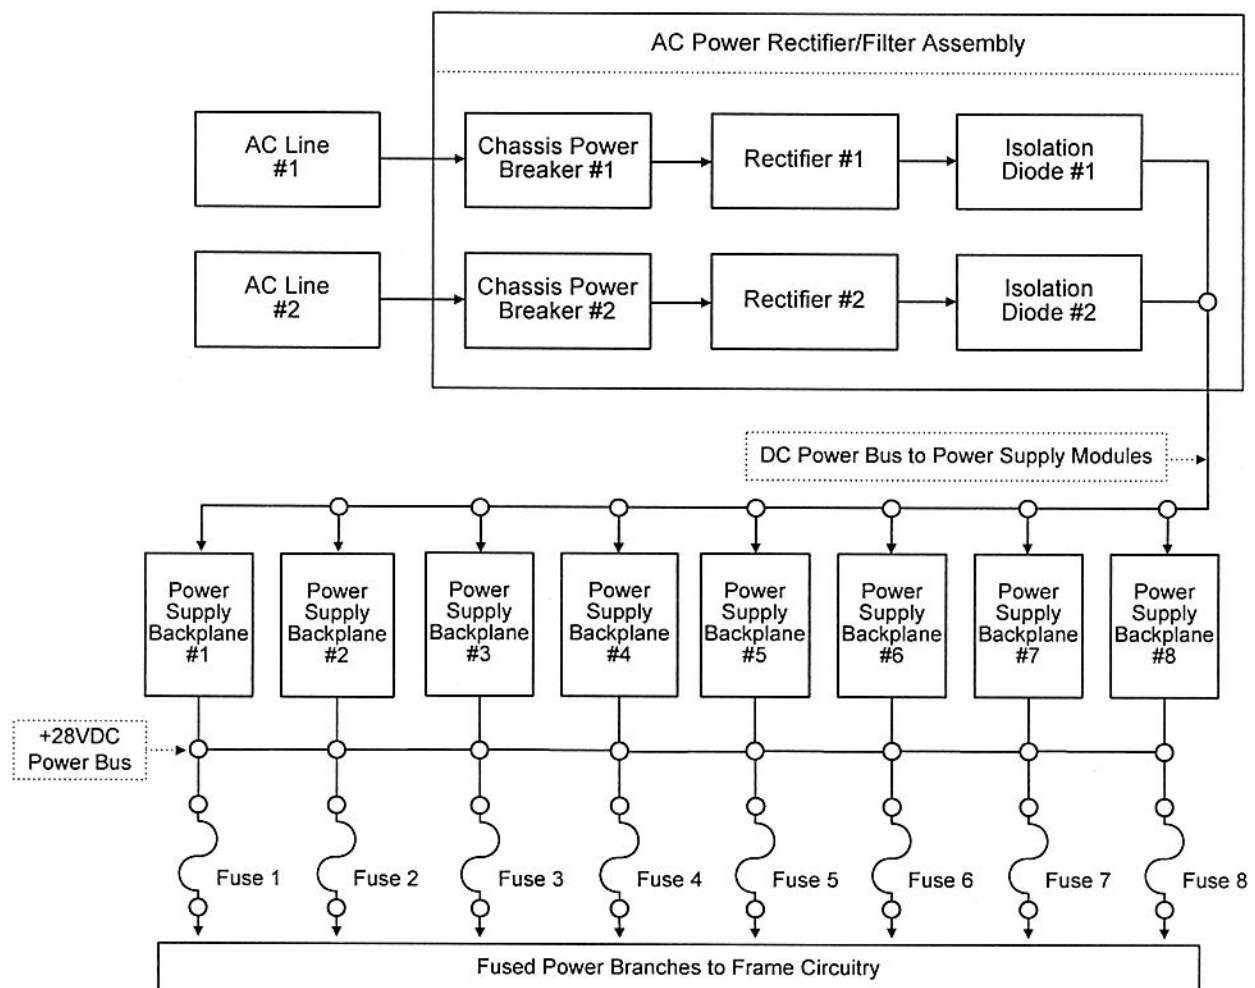 AC Power Rectifier/Filter Assembly
AC Line
#1
Chassis Power
Breaker #1
Rectifier #1
Isolation
Diode #1
AC Line
#2
Chassis Power
Breaker #2
Rectifier #2
Isolation
Diode #2
DC Power Bus to Power Supply Modules
Power
Supply
Backplane
#1
Power
Supply
Backplane
#2
Power
Supply
Backplane
#3
Power
Supply
Backplane
#4
Power
Supply
Backplane
#5
Power
Supply
Backplane
#6
Power
Supply
Backplane
#7
Power
Supply
Backplane
#8
+28VDC
Power Bus
Fuse 1
Fuse 2
Fuse 3
Fuse 4
Fuse 5
Fuse 6
Fuse 7
Fuse 8
Fused Power Branches to Frame Circuitry